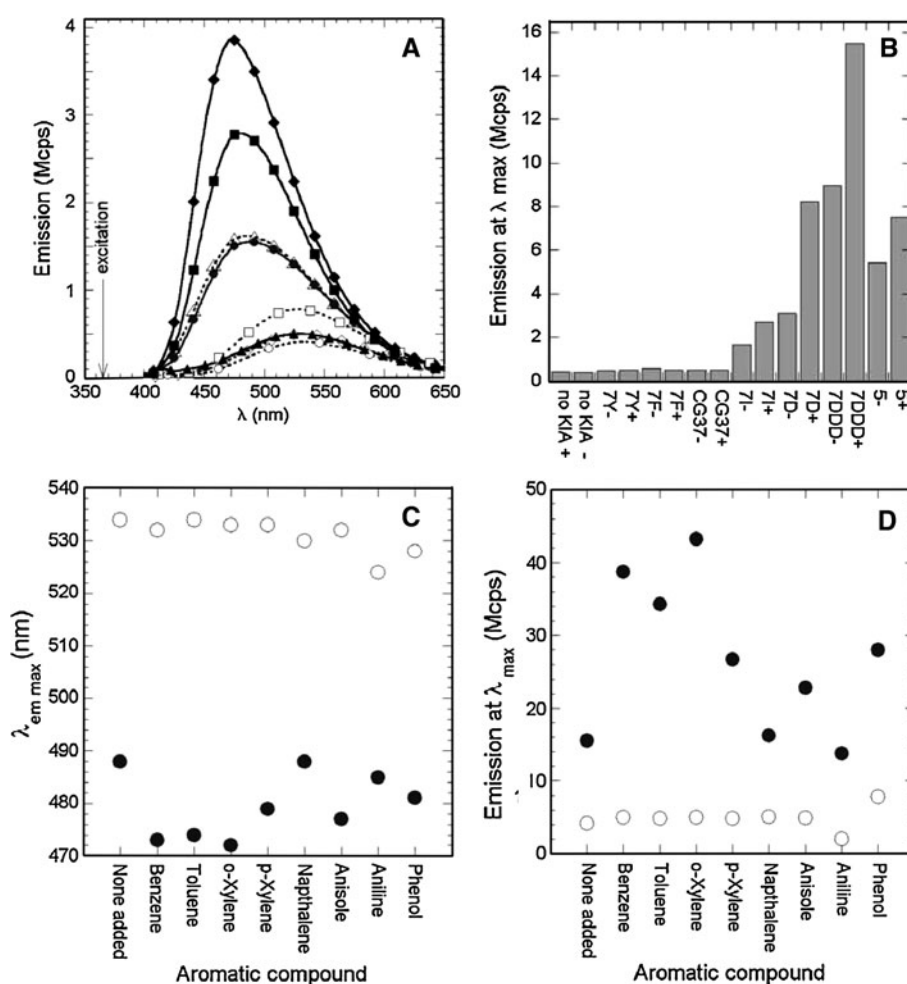 A
Emission (Mcps)
4
3
2
1
0
excitation
350 400 450 500 550 600 650
λ (nm)
B
Emission at λ max (Mcps)
16
14
12
10
8
6
4
2
0
no KIA +
no KIA -
7Y-
7Y+
7F-
7F+
CG37-
CG37+
7I-
7I+
7D-
7D+
7DDD-
7DDD+
5-
5+
C
λem max (nm)
540
530
520
510
500
490
480
470
None added
Benzene
Toluene
o-Xylene
p-Xylene
Napthalene
Anisole
Aniline
Phenol
Aromatic compound
D
Emission at λmax (Mcps)
50
40
30
20
10
0
None added
Benzene
Toluene
o-Xylene
p-Xylene
Napthalene
Anisole
Aniline
Phenol
Aromatic compound